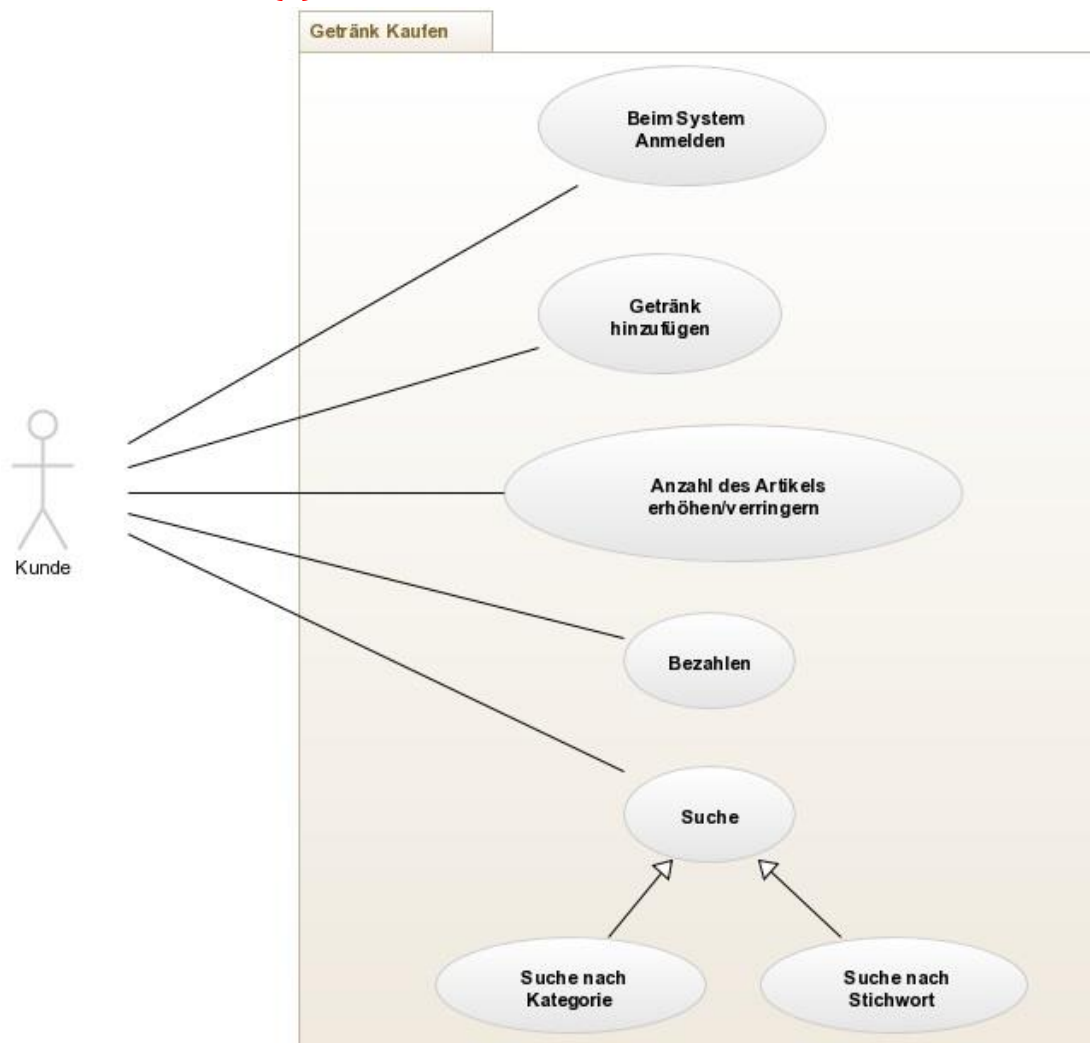 Getränk Kaufen
Beim System
Anmelden
Getränk
hinzufügen
Anzahl des Artikels
erhöhen/verringern
Kunde
Bezahlen
Suche
Suche nach
Kategorie
Suche nach
Stichwort